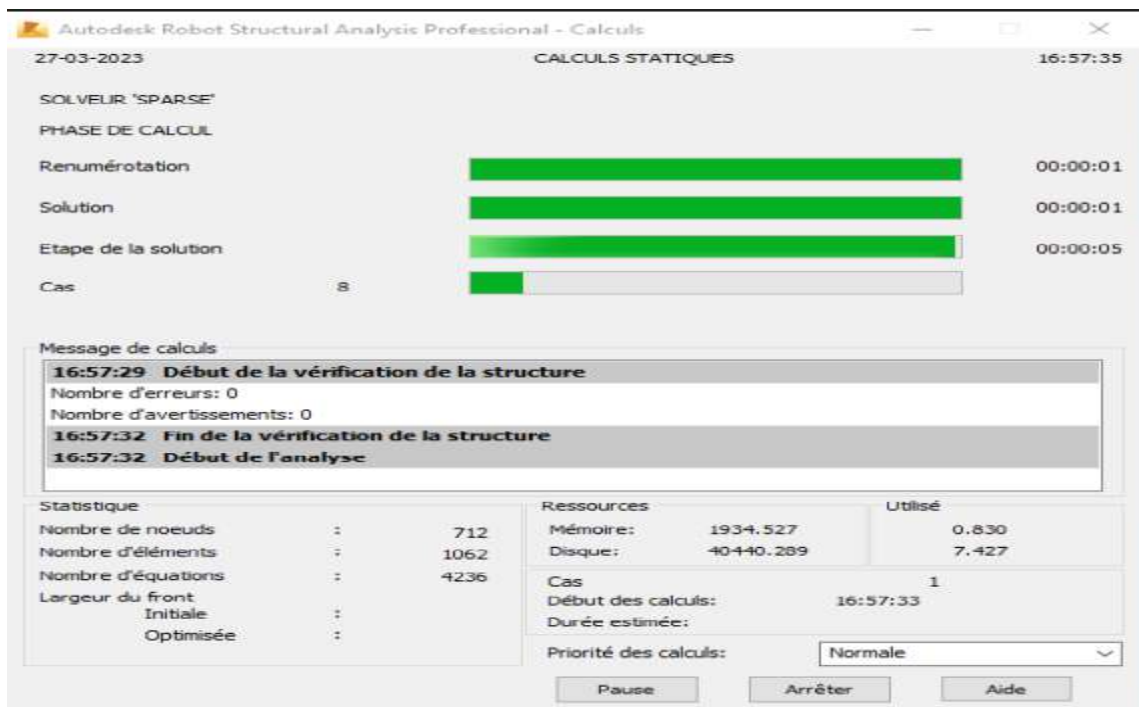 Autodesk Robot Structural Analysis Professional - Calculs
27-03-2023 CALCULS STATIQUES 16:57:35
SOLVEUR 'SPARSE'
PHASE DE CALCUL
Renumérotation 00:00:01
Solution 00:00:01
Etape de la solution 00:00:05
Cas 8
Message de calculs
16:57:29 Début de la vérification de la structure
Nombre d'erreurs: 0
Nombre d'avertissements: 0
16:57:32 Fin de la vérification de la structure
16:57:32 Début de l'analyse
Statistique
Nombre de noeuds : 712
Nombre d'éléments : 1062
Nombre d'équations : 4236
Largeur du front
Initiale :
Optimisée :
Ressources Utilisé
Mémoire: 1934.527 0.830
Disque: 40440.289 7.427
Cas 1
Début des calculs: 16:57:33
Durée estimée:
Priorité des calculs: Normale
Pause Arrêter Aide